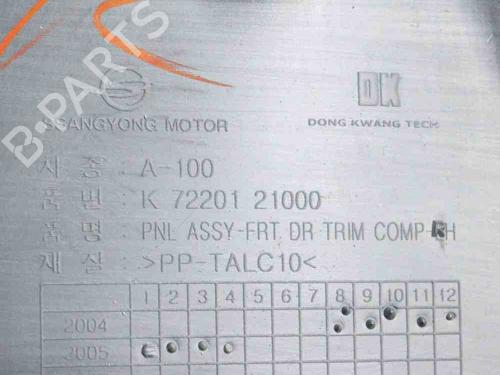 B-PARTS
SSANGYONG MOTOR
DK
DONG KWANG TECH
차 종 : A-100
품 번 : K 72201 21000
품 명 : PNL ASSY-FRT DR TRIM COMP RH
재 질 : >PP-TALC10<
1 2 3 4 5 6 7 8 9 10 11 12
2004
2005